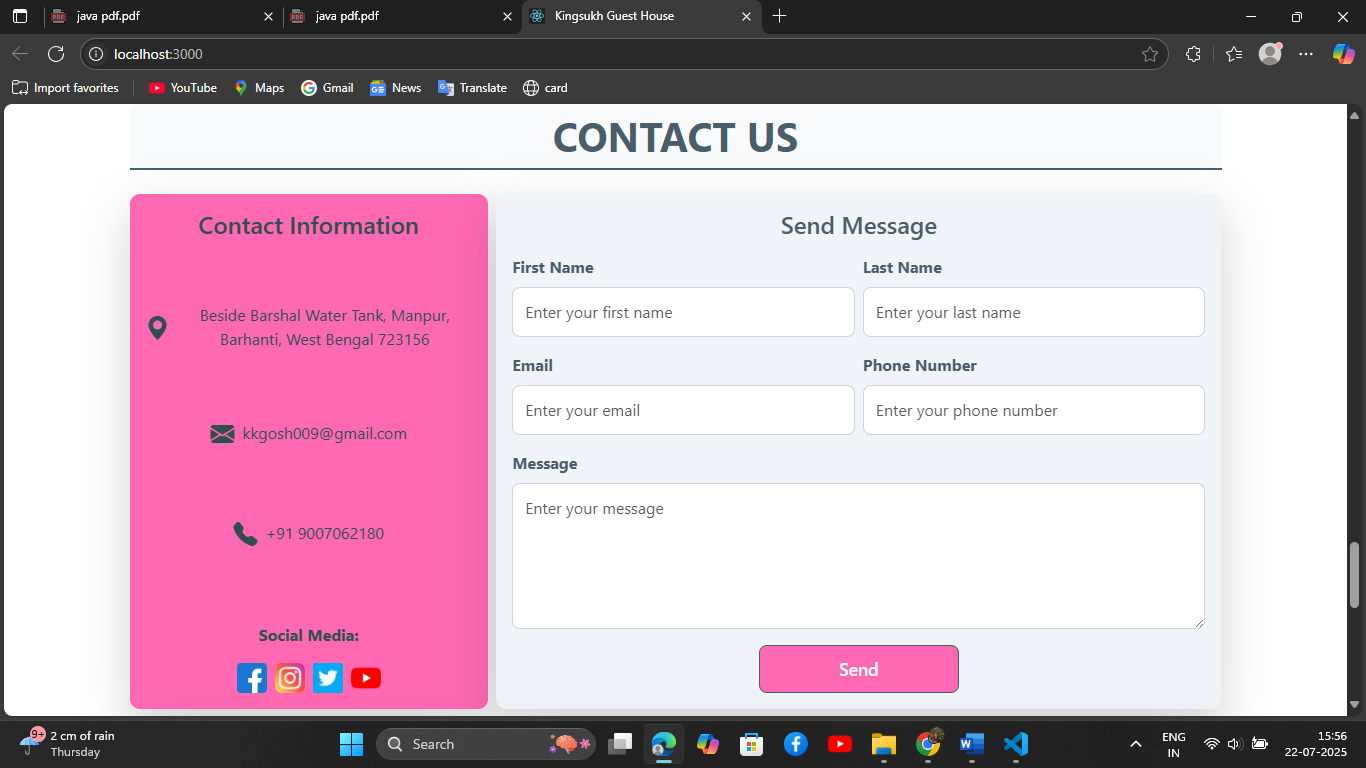 java pdf.pdf
java pdf.pdf
Kingsukh Guest House
localhost:3000
Import favorites
YouTube
Maps
Gmail
News
Translate
card
CONTACT US
Contact Information
Beside Barshal Water Tank, Manpur,
Barhanti, West Bengal 723156
kkgosh009@gmail.com
+91 9007062180
Social Media:
Send Message
First Name
Last Name
Enter your first name
Enter your last name
Email
Phone Number
Enter your email
Enter your phone number
Message
Enter your message
Send
9+
2 cm of rain
Thursday
Search
ENG
IN
15:56
22-07-2025